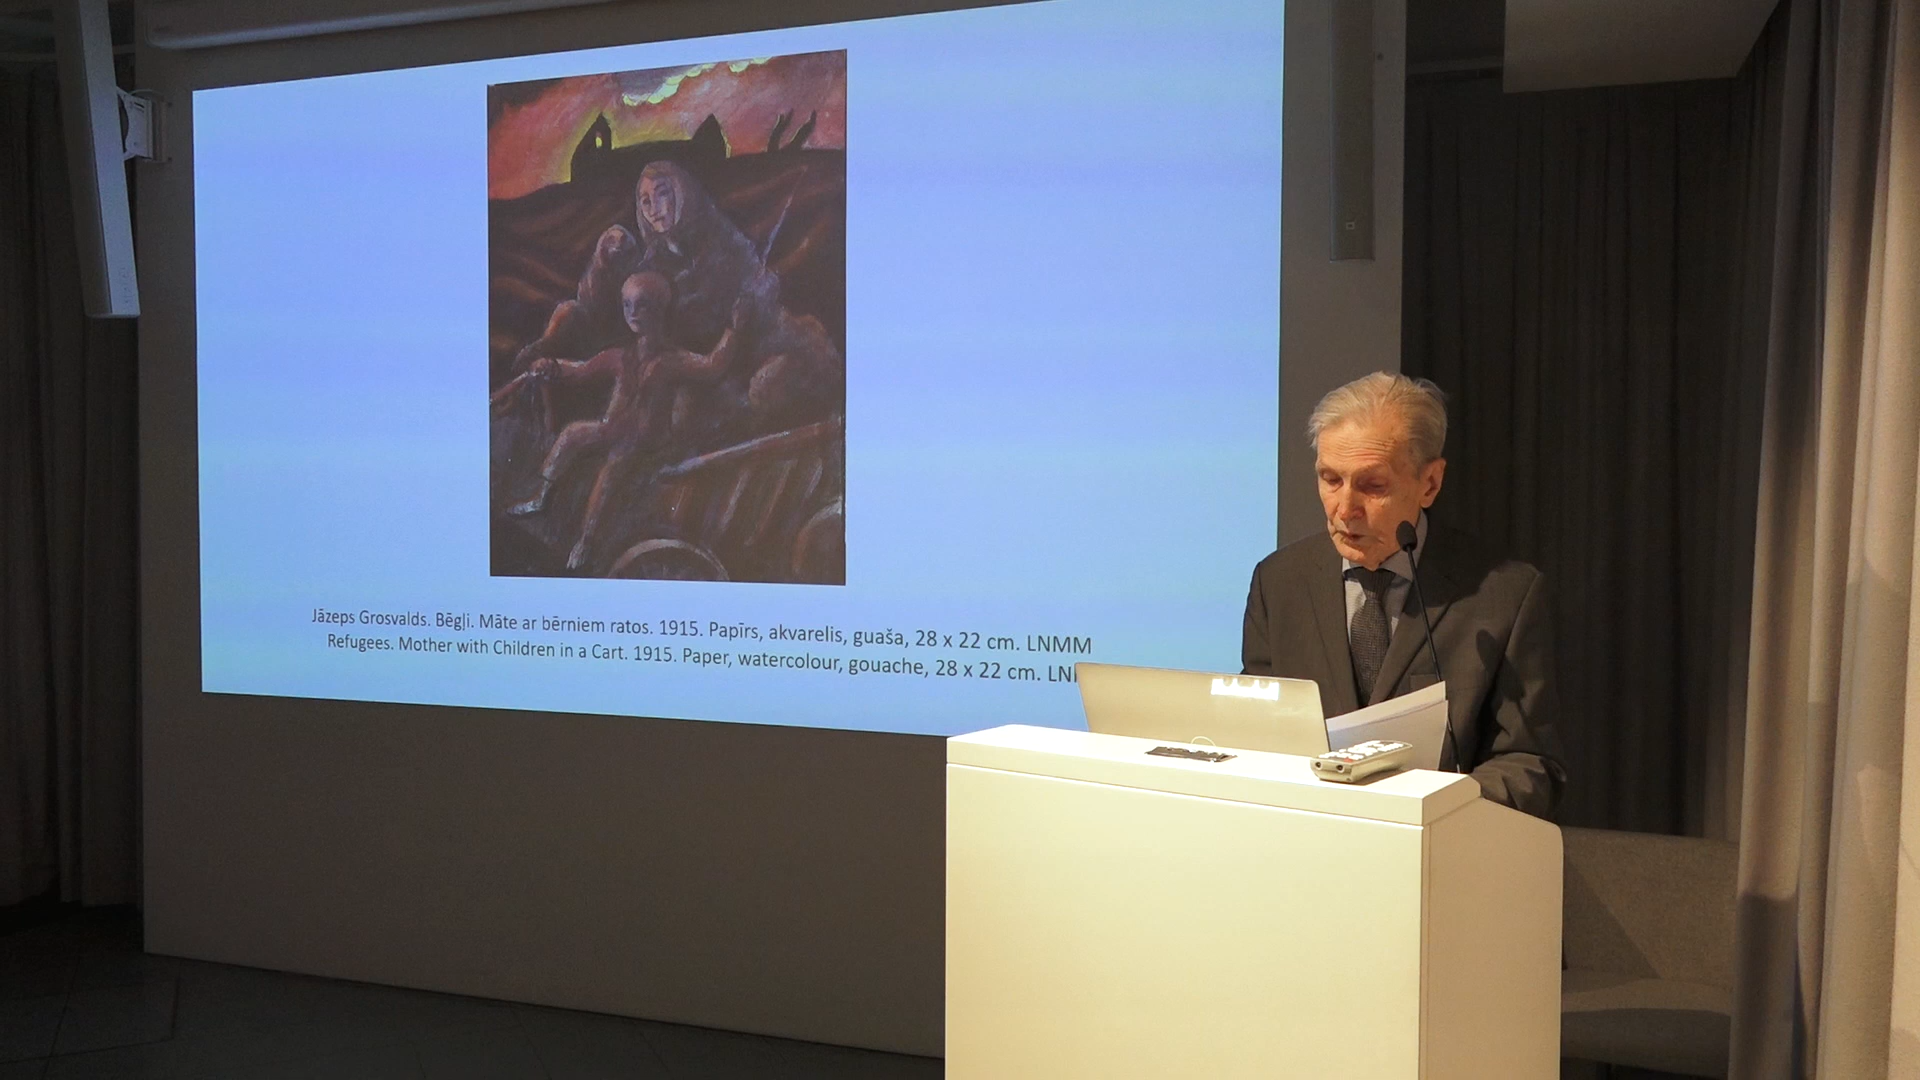 Jāzeps Grosvalds. Bēgļi. Māte ar bērniem ratos. 1915. Papīrs, akvarelis, guaša, 28 x 22 cm. LNMM
Refugees. Mother with Children in a Cart. 1915. Paper, watercolour, gouache, 28 x 22 cm.